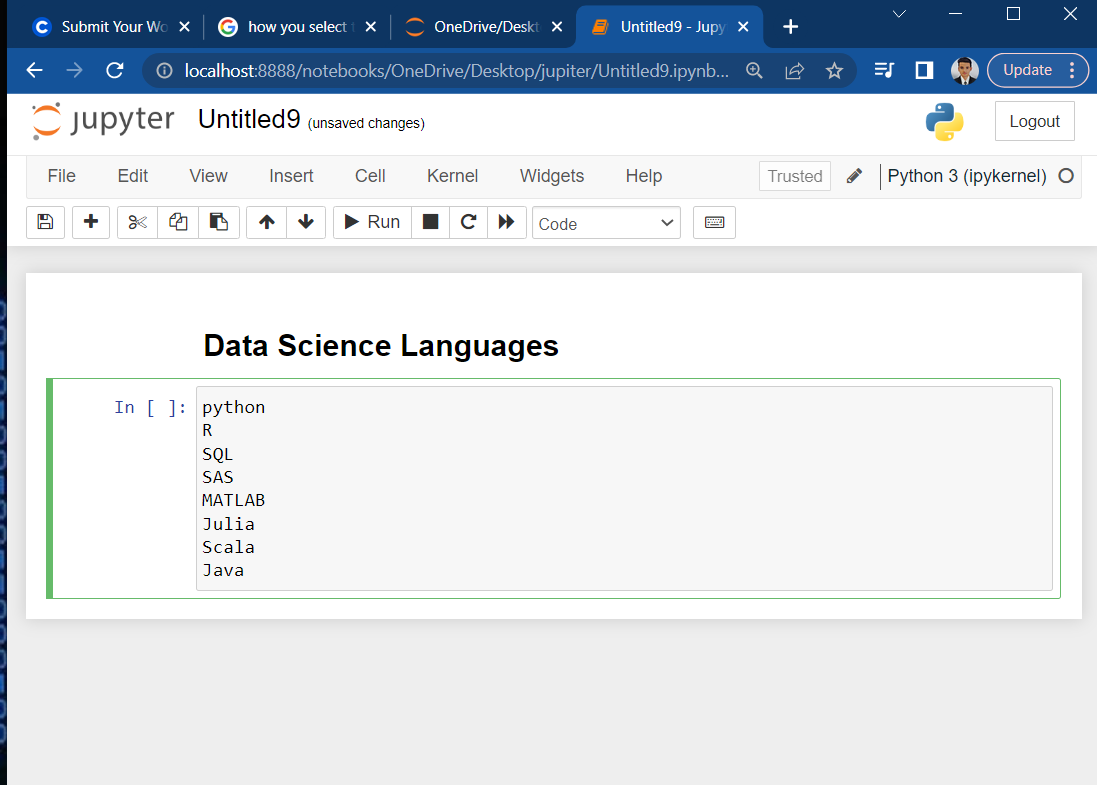 Submit Your Wo
how you select
OneDrive/Deskt
Untitled9 - Jupy
localhost:8888/notebooks/OneDrive/Desktop/jupiter/Untitled9.ipynb...
Update
jupyter Untitled9 (unsaved changes)
Logout
File Edit View Insert Cell Kernel Widgets Help
Trusted
Python 3 (ipykernel)
Run
Code
Data Science Languages
In [ ]: python
R
SQL
SAS
MATLAB
Julia
Scala
Java